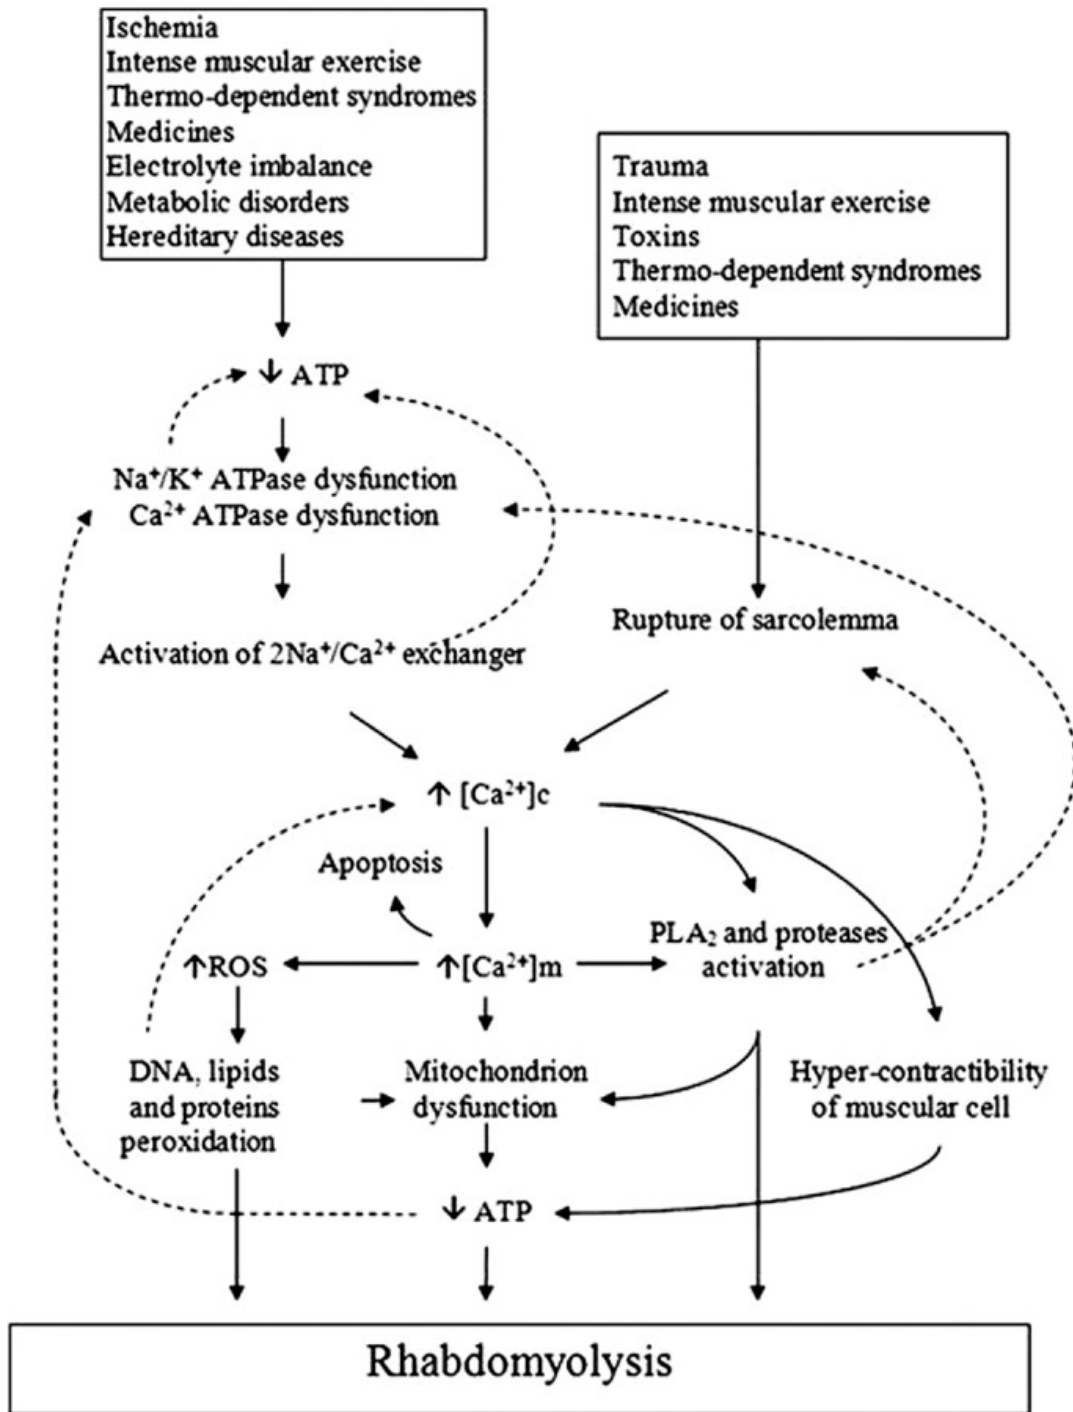 Ischemia
Intense muscular exercise
Thermo-dependent syndromes
Medicines
Electrolyte imbalance
Metabolic disorders
Hereditary diseases
Trauma
Intense muscular exercise
Toxins
Thermo-dependent syndromes
Medicines
↓ ATP
Na⁺/K⁺ ATPase dysfunction
Ca²⁺ ATPase dysfunction
Rupture of sarcolemma
Activation of 2Na⁺/Ca²⁺ exchanger
↑ [Ca²⁺]c
Apoptosis
PLA₂ and proteases
activation
↑ROS
↑[Ca²⁺]m
DNA, lipids
and proteins
peroxidation
Mitochondrion
dysfunction
Hyper-contractibility
of muscular cell
↓ ATP
Rhabdomyolysis